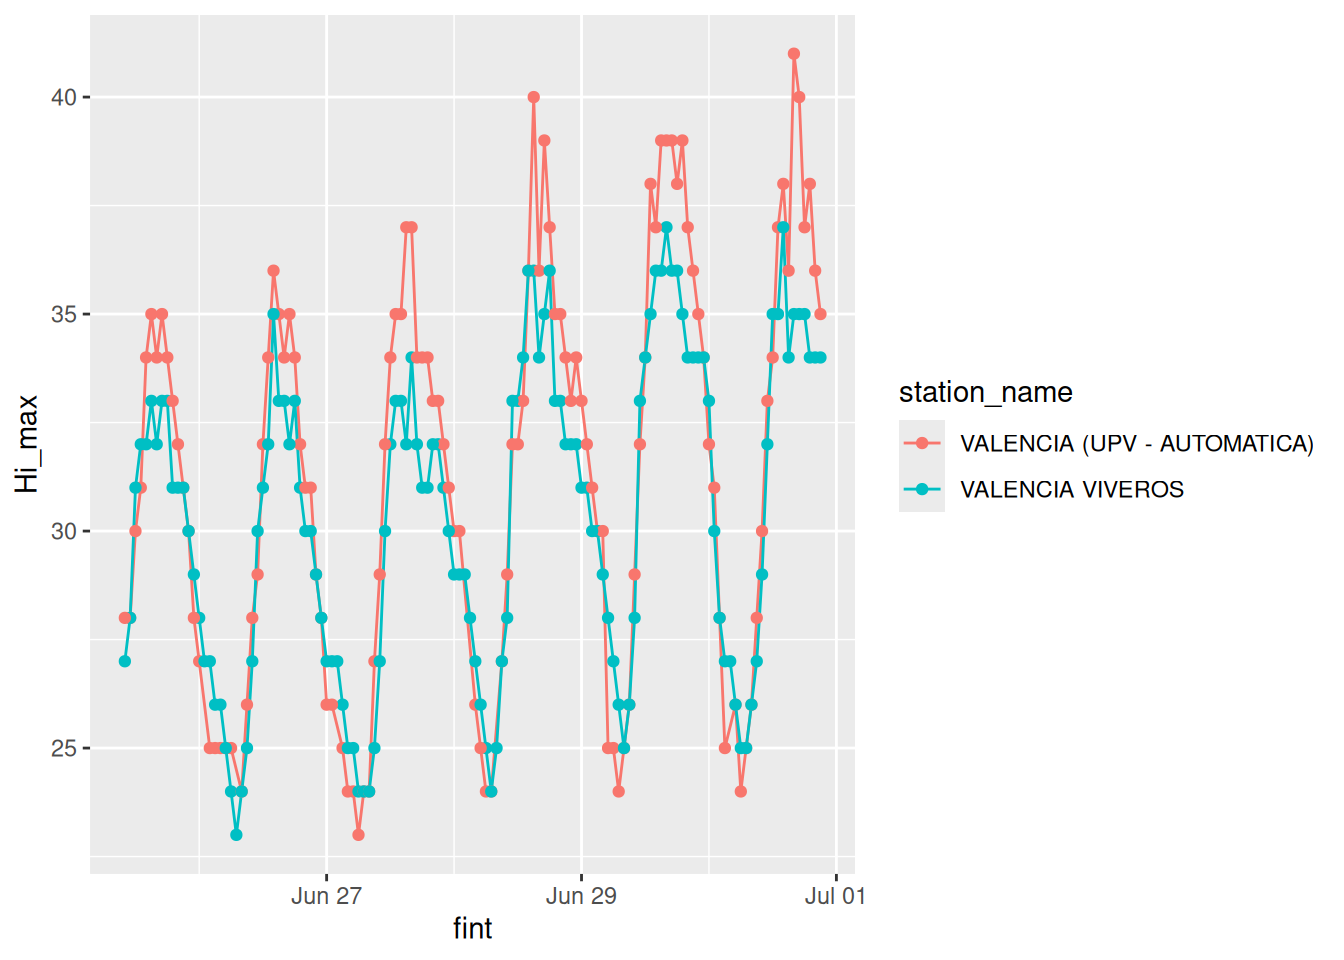 40
35
30
25
Hi_max
Jun 27
Jun 29
Jul 01
fint
station_name
VALENCIA (UPV - AUTOMATICA)
VALENCIA VIVEROS